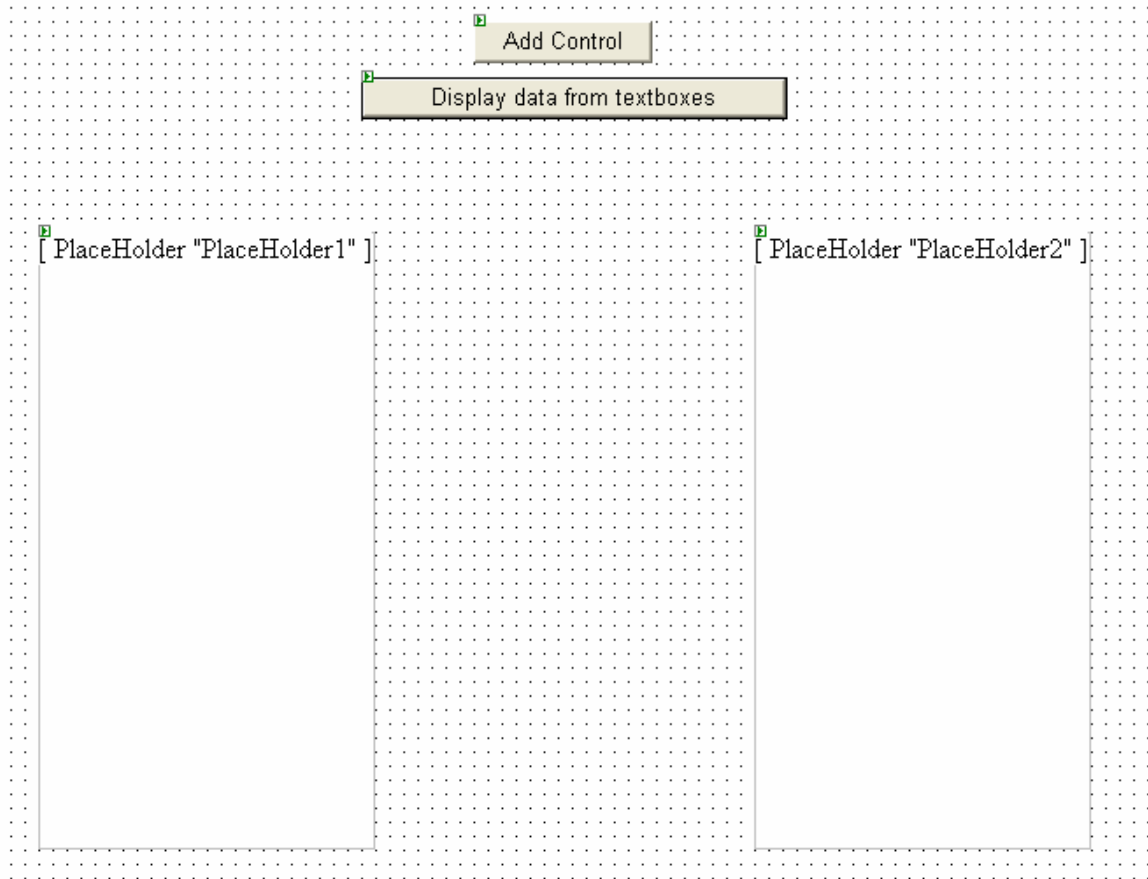 Add Control
Display data from textboxes
[ PlaceHolder "PlaceHolder1" ]
[ PlaceHolder "PlaceHolder2" ]